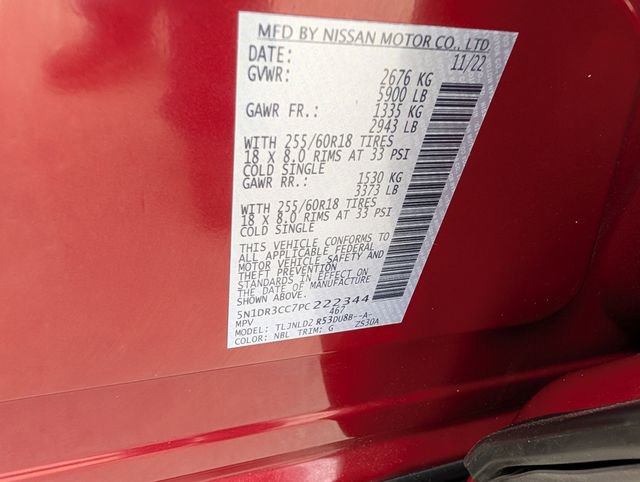 MFD BY NISSAN MOTOR CO., LTD
DATE: 11/22
GVWR: 2676 KG
5900 LB
GAWR FR.: 1335 KG
2943 LB
WITH 255/60R18 TIRES
18 X 8.0 RIMS AT 33 PSI
COLD SINGLE
GAWR RR.: 1530 KG
3373 LB
WITH 255/60R18 TIRES
18 X 8.0 RIMS AT 33 PSI
COLD SINGLE
THIS VEHICLE CONFORMS TO
ALL APPLICABLE FEDERAL
MOTOR VEHICLE SAFETY AND
THEFT PREVENTION
STANDARDS IN EFFECT ON
THE DATE OF MANUFACTURE
SHOWN ABOVE.
5N1DR3CC7PC222344
MPV 467
MODEL: TLJNLD2 R53DU8B--A-
COLOR: NBL TRIM: G ZS30A